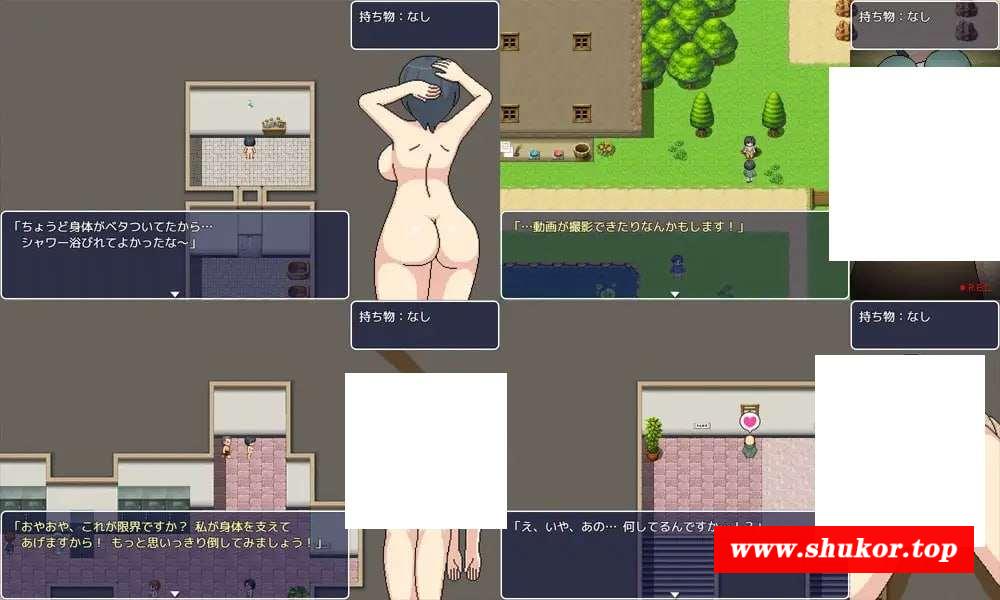 持ち物：なし
「ちょうど身体がベタついてたから…
シャワー浴びれてよかったな～」
持ち物：なし
「…動画が撮影できたりなんかもします！」
●REC
持ち物：なし
「おやおや、これが限界ですか？ 私が身体を支えて
あげますから！ もっと思いっきり倒してみましょう！」
持ち物：なし
「え、いや、あの… 何してるんですか
www.shukor.top